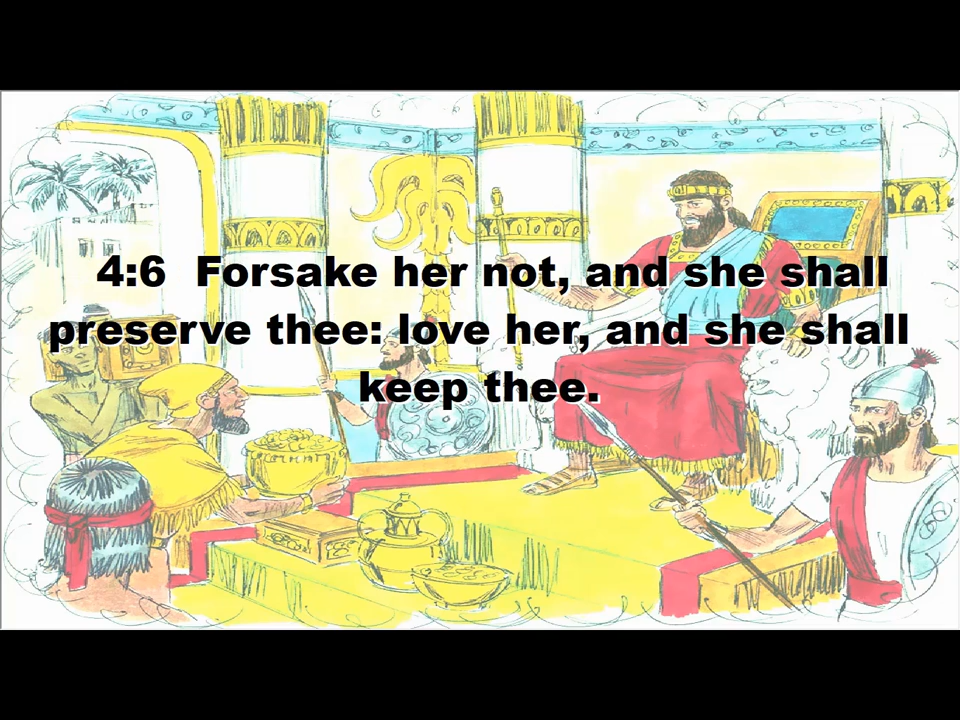 4:6  Forsake her not, and she shall
preserve thee: love her, and she shall
keep thee.